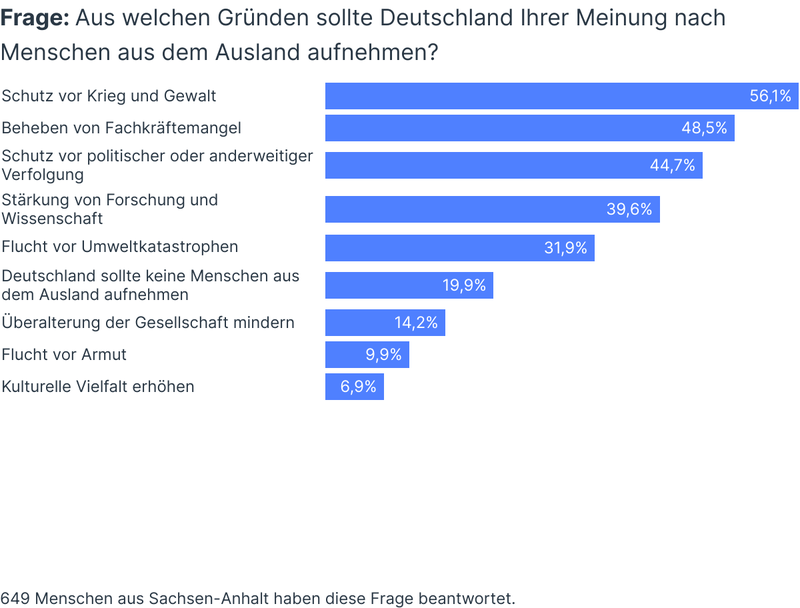 Frage: Aus welchen Gründen sollte Deutschland Ihrer Meinung nach
Menschen aus dem Ausland aufnehmen?
Schutz vor Krieg und Gewalt 56,1%
Beheben von Fachkräftemangel 48,5%
Schutz vor politischer oder anderweitiger
Verfolgung 44,7%
Stärkung von Forschung und
Wissenschaft 39,6%
Flucht vor Umweltkatastrophen 31,9%
Deutschland sollte keine Menschen aus
dem Ausland aufnehmen 19,9%
Überalterung der Gesellschaft mindern 14,2%
Flucht vor Armut 9,9%
Kulturelle Vielfalt erhöhen 6,9%
649 Menschen aus Sachsen-Anhalt haben diese Frage beantwortet.